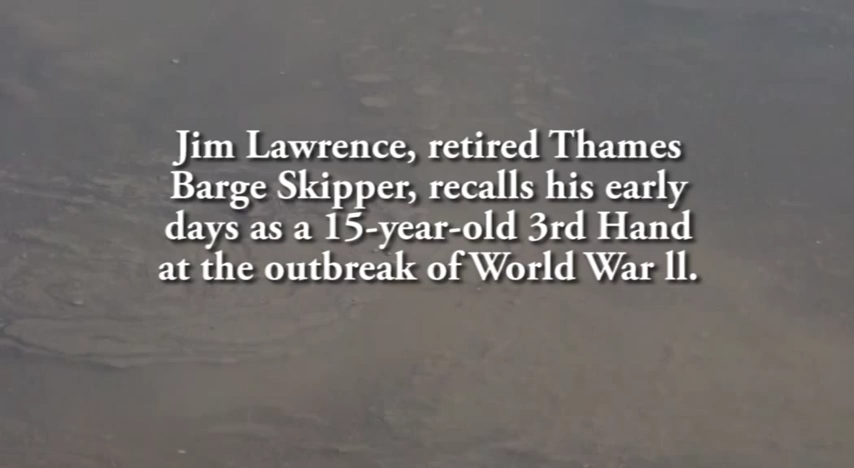 Jim Lawrence, retired Thames
Barge Skipper, recalls his early
days as a 15-year-old 3rd Hand
at the outbreak of World War ll.